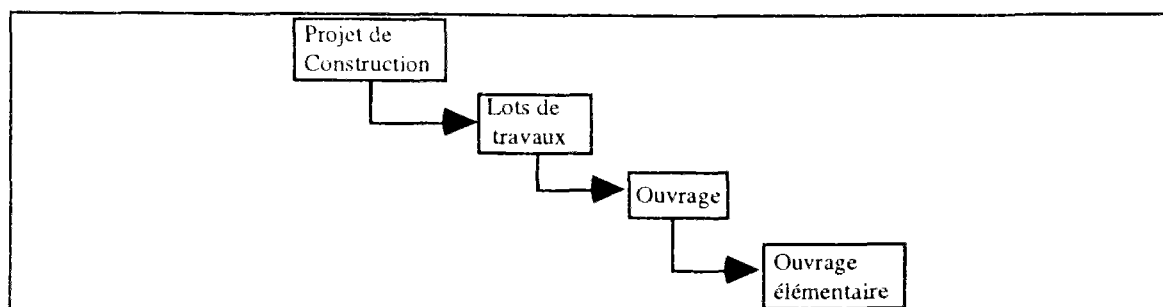 Projet de
Construction
Lots de
travaux
Ouvrage
Ouvrage
élémentaire